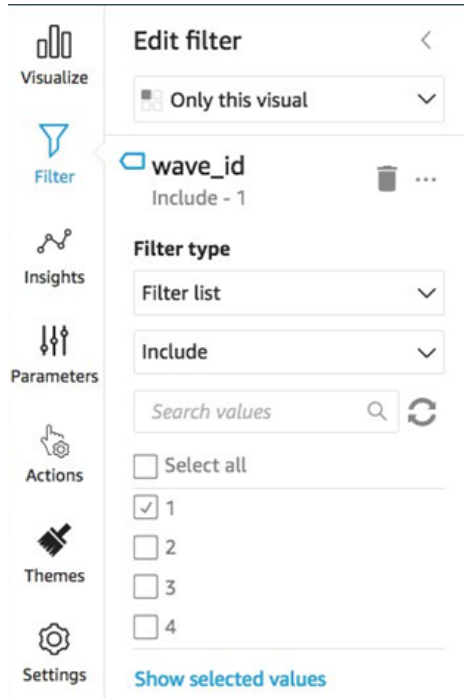 Visualize
Filter
Insights
Parameters
Actions
Themes
Settings
Edit filter
Only this visual
wave_id
Include - 1
Filter type
Filter list
Include
Search values
Select all
1
2
3
4
Show selected values